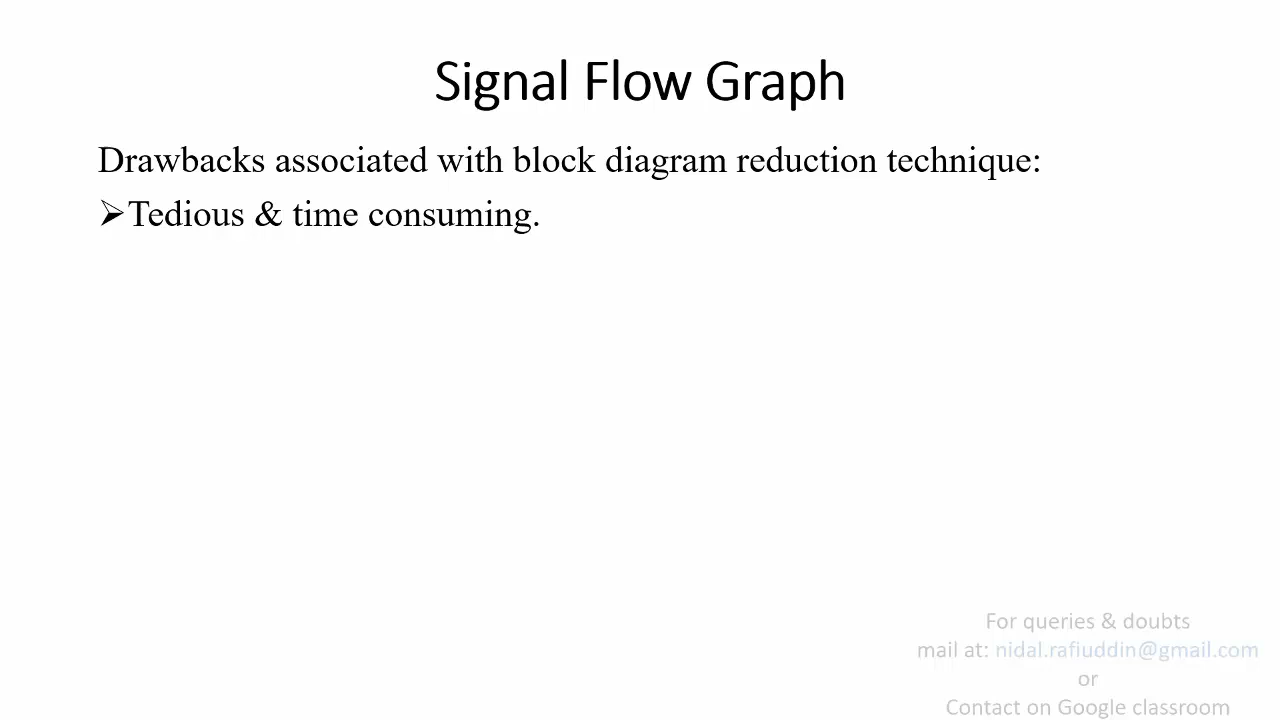 Signal Flow Graph
Drawbacks associated with block diagram reduction technique:
➢Tedious & time consuming.
For queries & doubts
mail at: nidal.rafiuddin@gmail.com
or
Contact on Google classroom